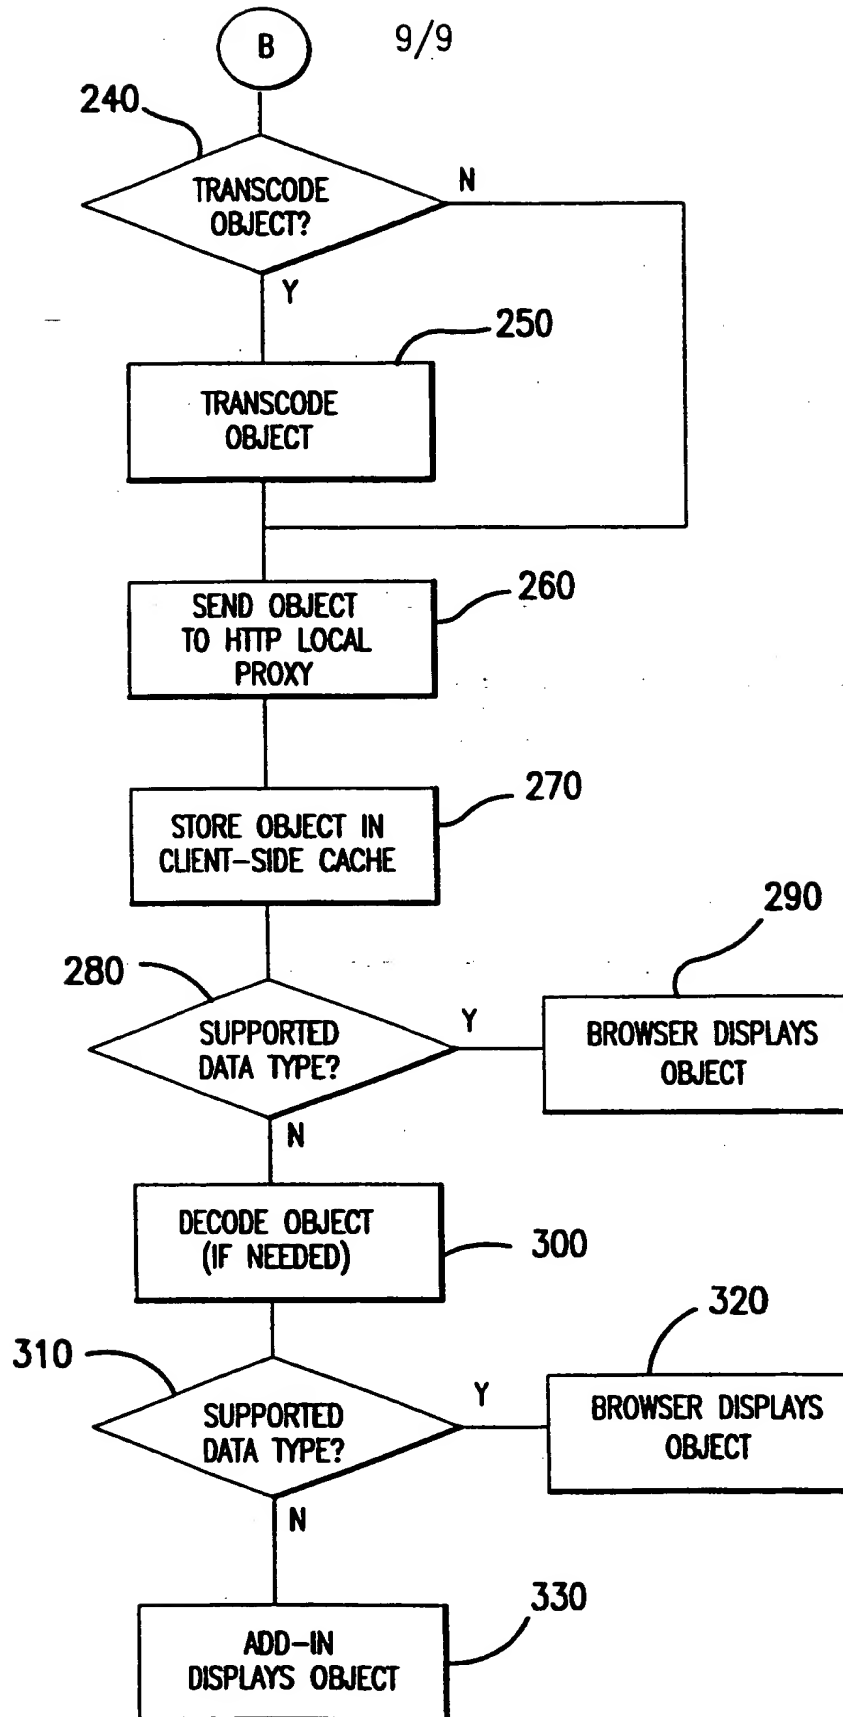 B
9/9
240
TRANSCODE
OBJECT?
N
Y
250
TRANSCODE
OBJECT
260
SEND OBJECT
TO HTTP LOCAL
PROXY
270
STORE OBJECT IN
CLIENT-SIDE CACHE
290
280
SUPPORTED
DATA TYPE?
Y
BROWSER DISPLAYS
OBJECT
N
DECODE OBJECT
(IF NEEDED)
300
320
310
SUPPORTED
DATA TYPE?
Y
BROWSER DISPLAYS
OBJECT
N
330
ADD-IN
DISPLAYS OBJECT